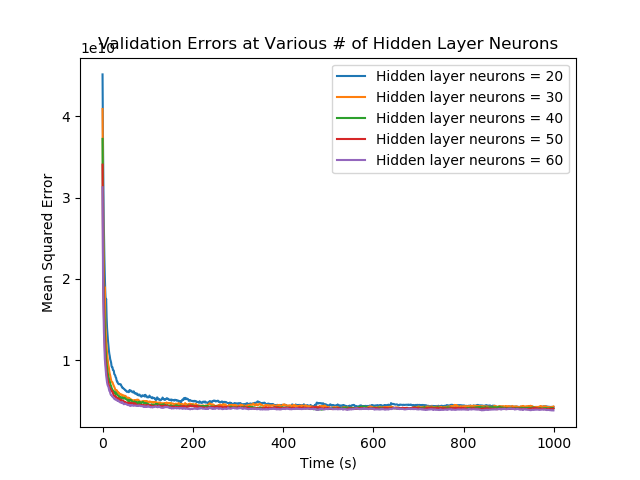 Validation Errors at Various # of Hidden Layer Neurons
1e10
Hidden layer neurons = 20
Hidden layer neurons = 30
Hidden layer neurons = 40
Hidden layer neurons = 50
Hidden layer neurons = 60
Mean Squared Error
4
3
2
1
0 200 400 600 800 1000
Time (s)